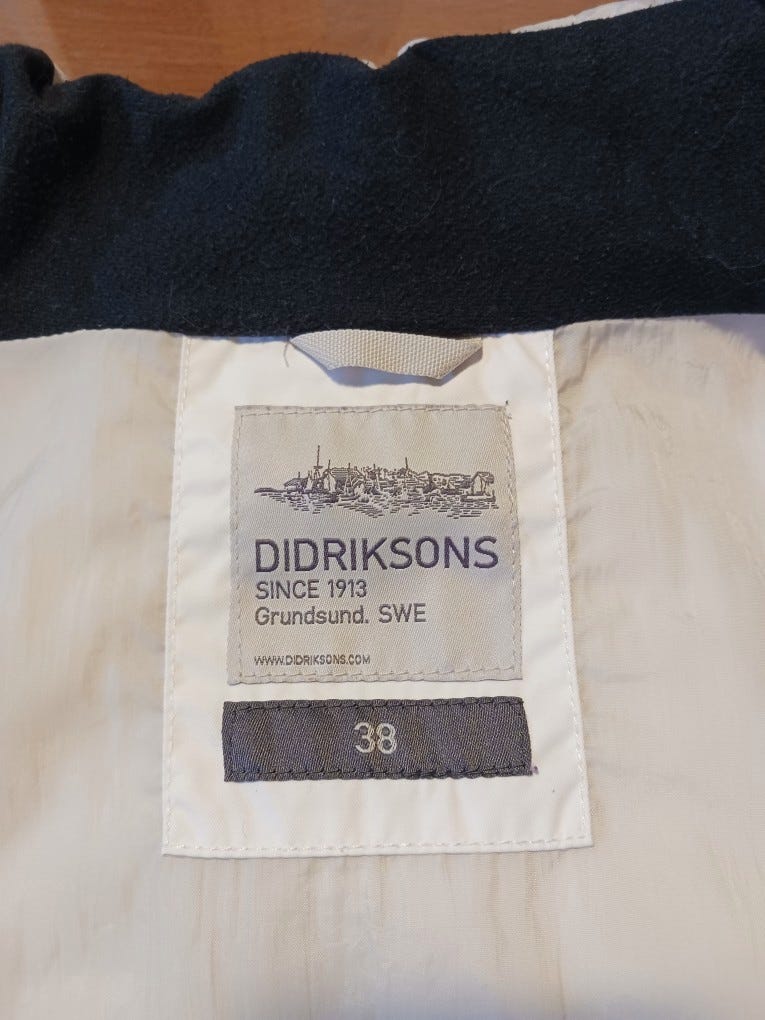 DIDRIKSONS
SINCE 1913
Grundsund. SWE
WWW.DIDRIKSONS.COM
38